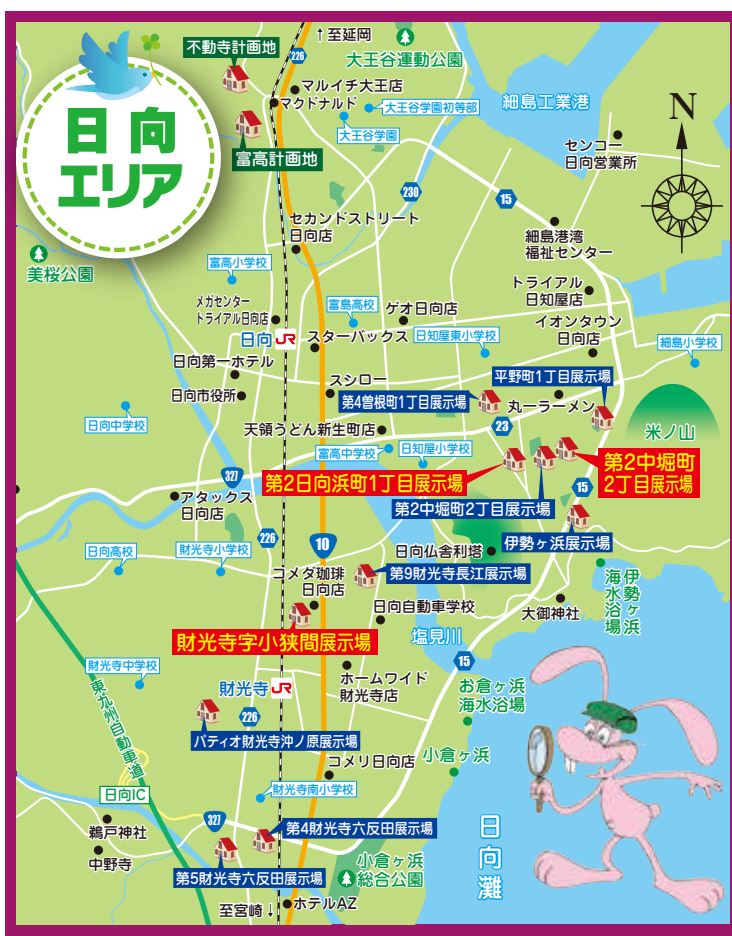 ↑至延岡
不動寺計画地
226
大王谷運動公園
マルイチ大王店
マクドナルド
大王谷学園初等部
大王谷学園
細島工業港
N
日向
エリア
富高計画地
センコー
日向営業所
230
15
セカンドストリート
日向店
細島港湾
福祉センター
美桜公園
富高小学校
トライアル
日知屋店
メガセンター
トライアル日向店
富島高校
ゲオ日向店
イオンタウン
日向店
日向 JR
スターバックス
日知屋東小学校
細島小学校
日向第一ホテル
スシロー
平野町1丁目展示場
日向市役所
第4曽根町1丁目展示場
丸一ラーメン
日向中学校
天領うどん新生町店
23
米ノ山
富高中学校
日知屋小学校
327
第2日向浜町1丁目展示場
第2中堀町
2丁目展示場
アタックス
日向店
第2中堀町2丁目展示場
15
226
10
伊勢ヶ浜展示場
日向高校
財光寺小学校
日向仏舎利塔
コメダ珈琲
日向店
第9財光寺長江展示場
伊勢ヶ浜
海水浴場
日向自動車学校
大御神社
財光寺字小狭間展示場
塩見川
財光寺中学校
15
ホームワイド
財光寺店
財光寺 JR
お倉ヶ浜
海水浴場
東九州自動車道
226
パティオ財光寺沖ノ原展示場
コメリ日向店
小倉ヶ浜
日向IC
財光寺南小学校
鵜戸神社
327
第4財光寺六反田展示場
日向灘
中野寺
小倉ヶ浜
総合公園
第5財光寺六反田展示場
至宮崎↓
ホテルAZ